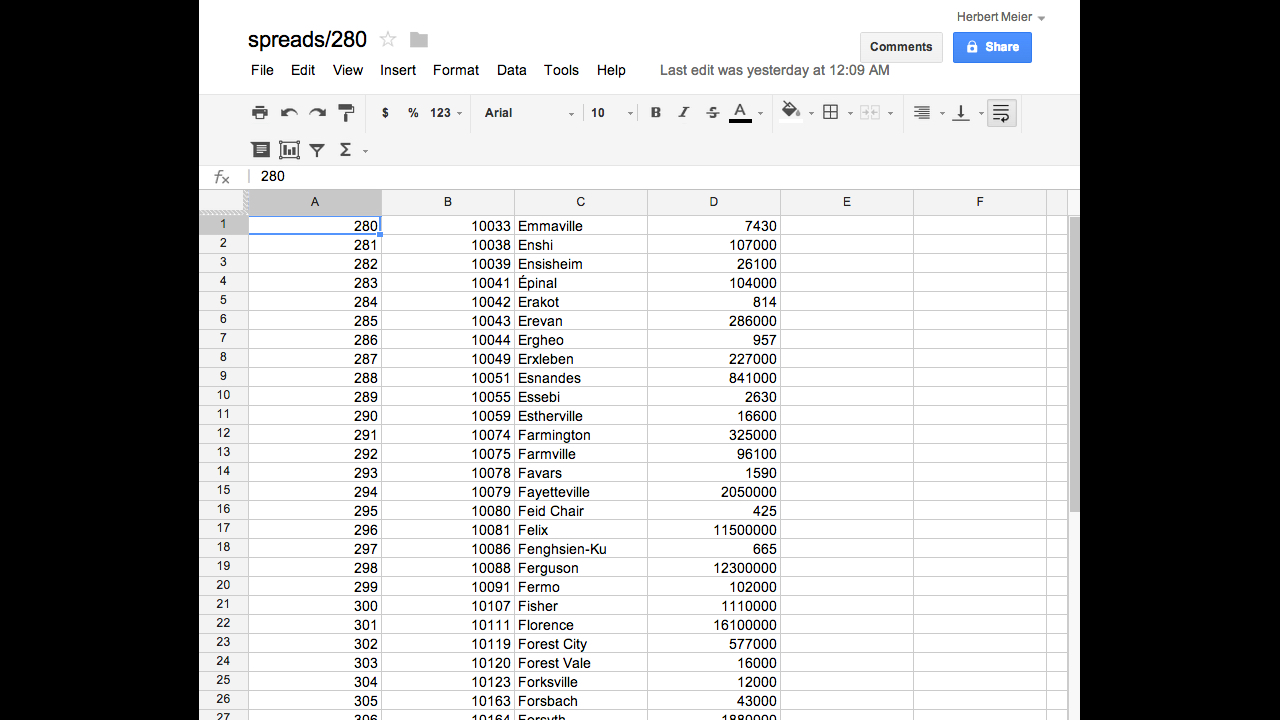 Herbert Meier
spreads/280
Comments
Share
File Edit View Insert Format Data Tools Help Last edit was yesterday at 12:09 AM
$ % 123 Arial 10 B I S A
Σ
fx 280
A B C D E F
1 280 10033 Emmaville 7430
2 281 10038 Enshi 107000
3 282 10039 Ensisheim 26100
4 283 10041 Épinal 104000
5 284 10042 Erakot 814
6 285 10043 Erevan 286000
7 286 10044 Ergheo 957
8 287 10049 Erxleben 227000
9 288 10051 Esnandes 841000
10 289 10055 Essebi 2630
11 290 10059 Estherville 16600
12 291 10074 Farmington 325000
13 292 10075 Farmville 96100
14 293 10078 Favars 1590
15 294 10079 Fayetteville 2050000
16 295 10080 Feid Chair 425
17 296 10081 Felix 11500000
18 297 10086 Fenghsien-Ku 665
19 298 10088 Ferguson 12300000
20 299 10091 Fermo 102000
21 300 10107 Fisher 1110000
22 301 10111 Florence 16100000
23 302 10119 Forest City 577000
24 303 10120 Forest Vale 16000
25 304 10123 Forksville 12000
26 305 10163 Forsbach 43000
27 306 10164 Forsyth 1880000